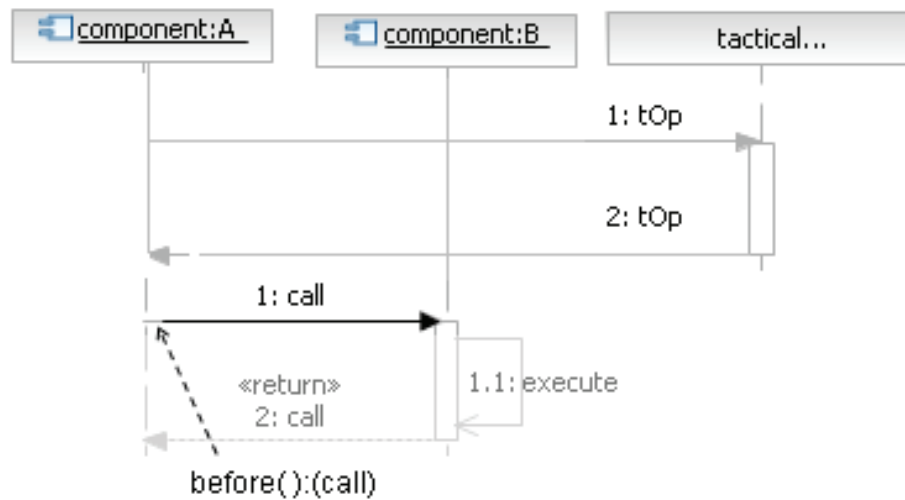 component:A
component:B
tactical...
1: tOp
2: tOp
1: call
1.1: execute
«return»
2: call
before():(call)